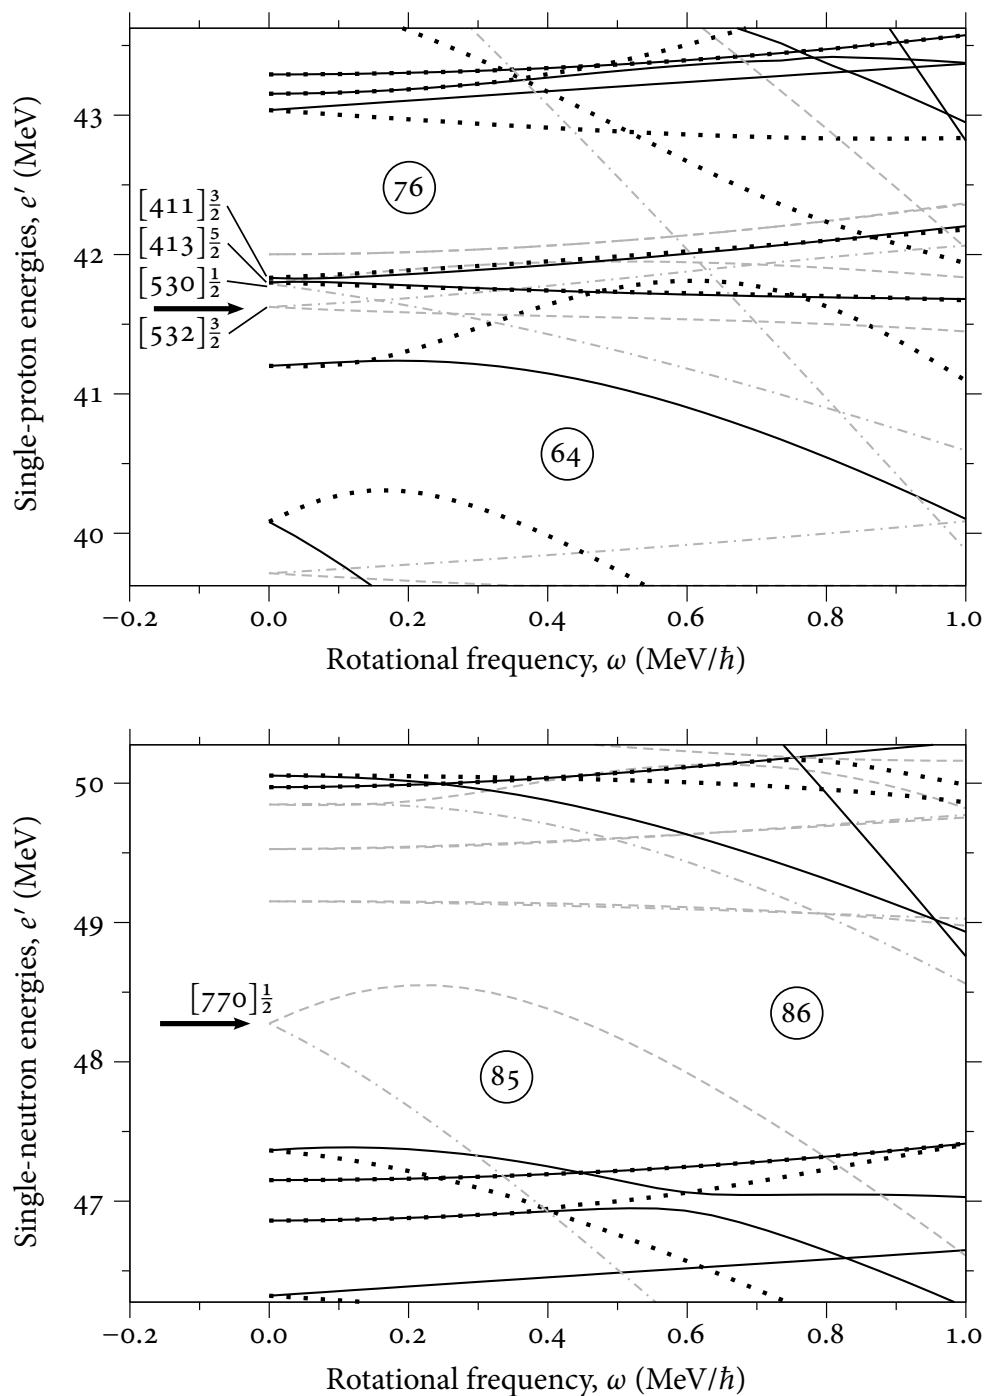 Single-proton energies, e′ (MeV)
43
42
41
40
76
[411]3/2
[413]5/2
[530]1/2
[532]3/2
64
−0.2 0.0 0.2 0.4 0.6 0.8 1.0
Rotational frequency, ω (MeV/ħ)
Single-neutron energies, e′ (MeV)
50
49
48
47
[770]1/2
86
85
−0.2 0.0 0.2 0.4 0.6 0.8 1.0
Rotational frequency, ω (MeV/ħ)